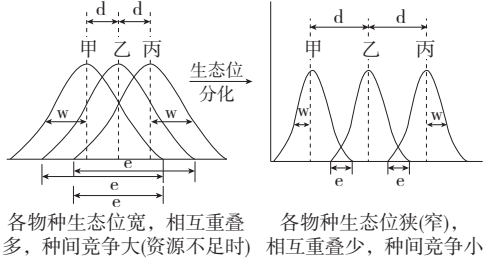 d d
甲 乙 丙
w w
e
e
e
生态位
分化
d d
甲 乙 丙
w w
e e
各物种生态位宽，相互重叠
多，种间竞争大(资源不足时)
各物种生态位狭(窄)，
相互重叠少，种间竞争小